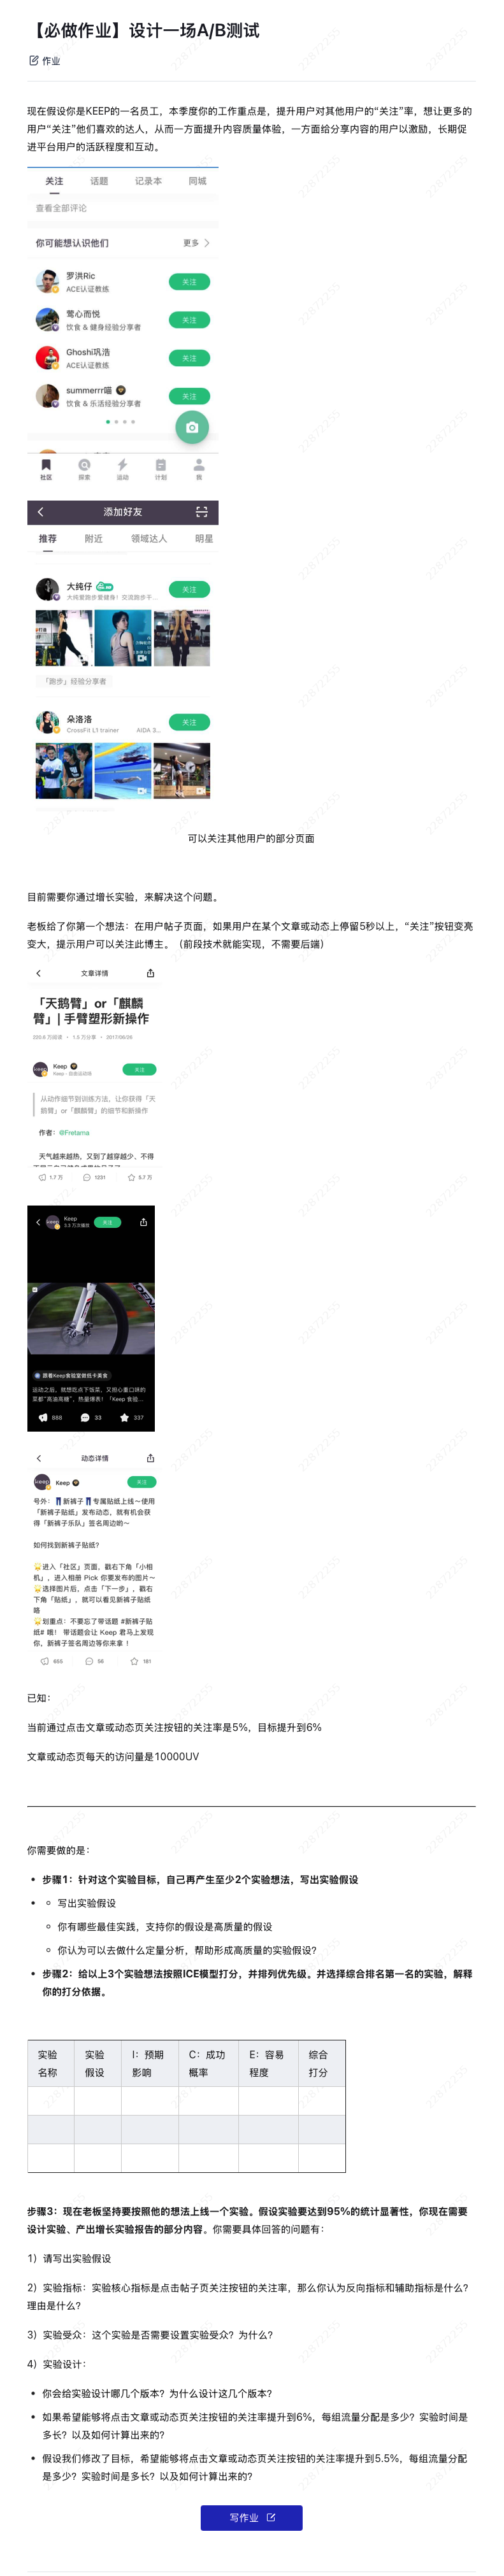 【必做作业】设计一场A/B测试
作业
现在假设你是KEEP的一名员工，本季度你的工作重点是，提升用户对其他用户的“关注”率，想让更多的
用户“关注”他们喜欢的达人，从而一方面提升内容质量体验，一方面给分享内容的用户以激励，长期促
进平台用户的活跃程度和互动。
关注 话题 记录本 同城
查看全部评论
你可能想认识他们 更多
罗洪Ric
ACE认证教练
关注
莺心而悦
饮食 & 健身经验分享者
关注
Ghoshi巩浩
ACE认证教练
关注
summerrr喵
饮食 & 乐活经验分享者
关注
社区 探索 运动 计划 我
添加好友
推荐 附近 领域达人 明星
大纯仔
关注
大纯爱跑步爱健身！交流跑步干...
「跑步」经验分享者
朵洛洛
关注
CrossFit L1 trainer AIDA 3...
可以关注其他用户的部分页面
目前需要你通过增长实验，来解决这个问题。
老板给了你第一个想法：在用户帖子页面，如果用户在某个文章或动态上停留5秒以上，“关注”按钮变亮
变大，提示用户可以关注此博主。（前段技术就能实现，不需要后端）
文章详情
「天鹅臂」or「麒麟
臂」| 手臂塑形新操作
220.6 万阅读 • 1.5 万分享 • 2017/06/26
Keep
关注
从动作细节到训练方法，让你获得「天
鹅臂」or「麒麟臂」的细节和新操作
作者：@Fretama
天气越来越热，又到了越穿越少、不得
1.7 万 1231 5.7 万
Keep
3.5 万次播放
关注
跟着Keep食验室做低卡美食
运动之后，就想吃点下饭菜，又担心重口味的
菜都“高油高糖”，热量爆表！「Keep 食验...
888 33 337
动态详情
Keep
关注
号外：👖新裤子👖专属贴纸上线～使用
「新裤子贴纸」发布动态，就有机会获
得「新裤子乐队」签名周边哟～
如何找到新裤子贴纸？
进入「社区」页面，戳右下角「小相
机」，进入相册 Pick 你要发布的图片～
选择图片后，点击「下一步」，戳右
下角「贴纸」，就可以看见新裤子贴纸
咯
划重点：不要忘了带话题 #新裤子贴
纸# 哦！ 带话题会让 Keep 君马上发现
你，新裤子签名周边等你来拿 ！
655 56 181
已知：
当前通过点击文章或动态页关注按钮的关注率是5%，目标提升到6%
文章或动态页每天的访问量是10000UV
你需要做的是：
步骤1：针对这个实验目标，自己再产生至少2个实验想法，写出实验假设
写出实验假设
你有哪些最佳实践，支持你的假设是高质量的假设
你认为可以去做什么定量分析，帮助形成高质量的实验假设？
步骤2：给以上3个实验想法按照ICE模型打分，并排列优先级。并选择综合排名第一名的实验，解释
你的打分依据。
实验 实验 I：预期 C：成功 E：容易 综合
名称 假设 影响 概率 程度 打分
步骤3：现在老板坚持要按照他的想法上线一个实验。假设实验要达到95%的统计显著性，你现在需要
设计实验、产出增长实验报告的部分内容。你需要具体回答的问题有：
1）请写出实验假设
2）实验指标：实验核心指标是点击帖子页关注按钮的关注率，那么你认为反向指标和辅助指标是什么？
理由是什么？
3）实验受众：这个实验是否需要设置实验受众？为什么？
4）实验设计：
你会给实验设计哪几个版本？为什么设计这几个版本？
如果希望能够将点击文章或动态页关注按钮的关注率提升到6%，每组流量分配是多少？实验时间是
多长？以及如何计算出来的？
假设我们修改了目标，希望能够将点击文章或动态页关注按钮的关注率提升到5.5%，每组流量分配
是多少？实验时间是多长？以及如何计算出来的？
写作业